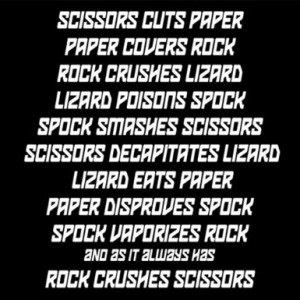 SCISSORS CUTS PAPER
PAPER COVERS ROCK
ROCK CRUSHES LIZARD
LIZARD POISONS SPOCK
SPOCK SMASHES SCISSORS
SCISSORS DECAPITATES LIZARD
LIZARD EATS PAPER
PAPER DISPROVES SPOCK
SPOCK VAPORIZES ROCK
AND AS IT ALWAYS HAS
ROCK CRUSHES SCISSORS